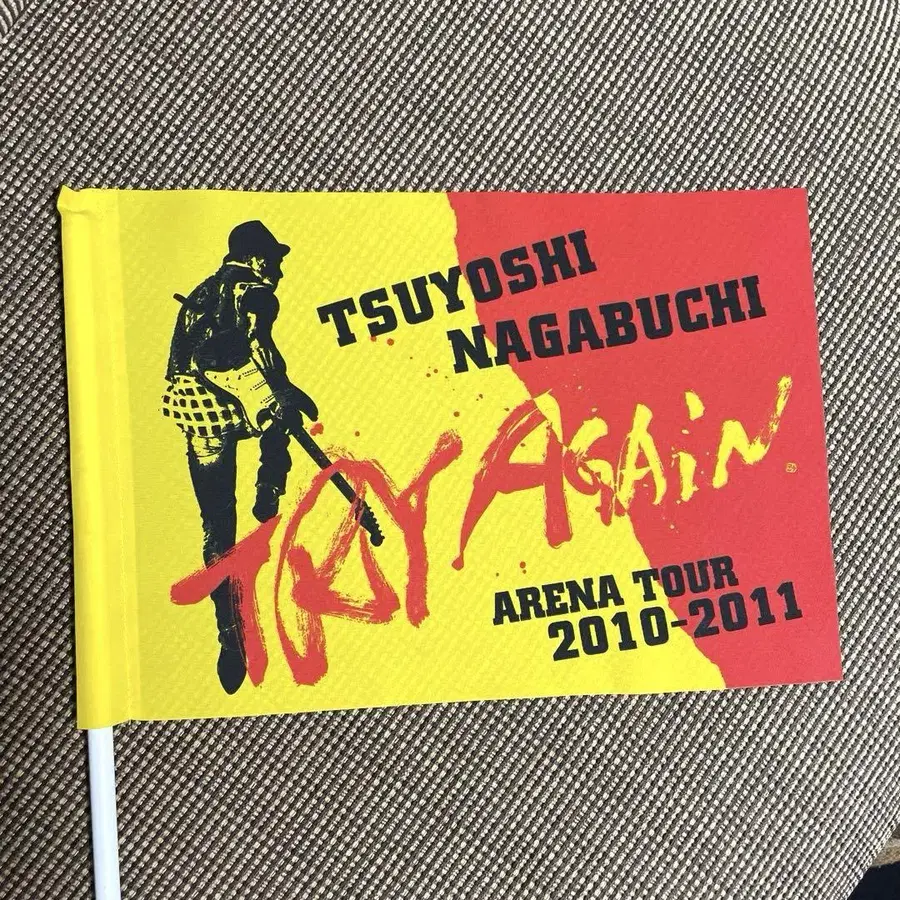 TSUYOSHI
NAGABUCHI
TRY AGAiN
ARENA TOUR
2010-2011